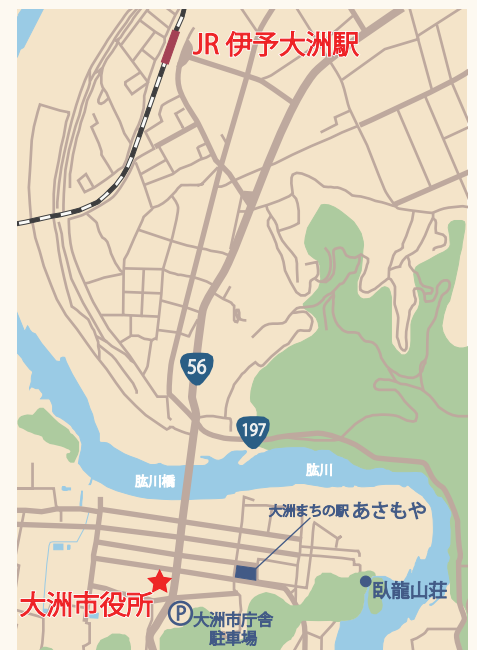 JR 伊予大洲駅
56
197
肱川
肱川橋
大洲まちの駅 あさもや
臥龍山荘
大洲市役所
P 大洲市庁舎
駐車場